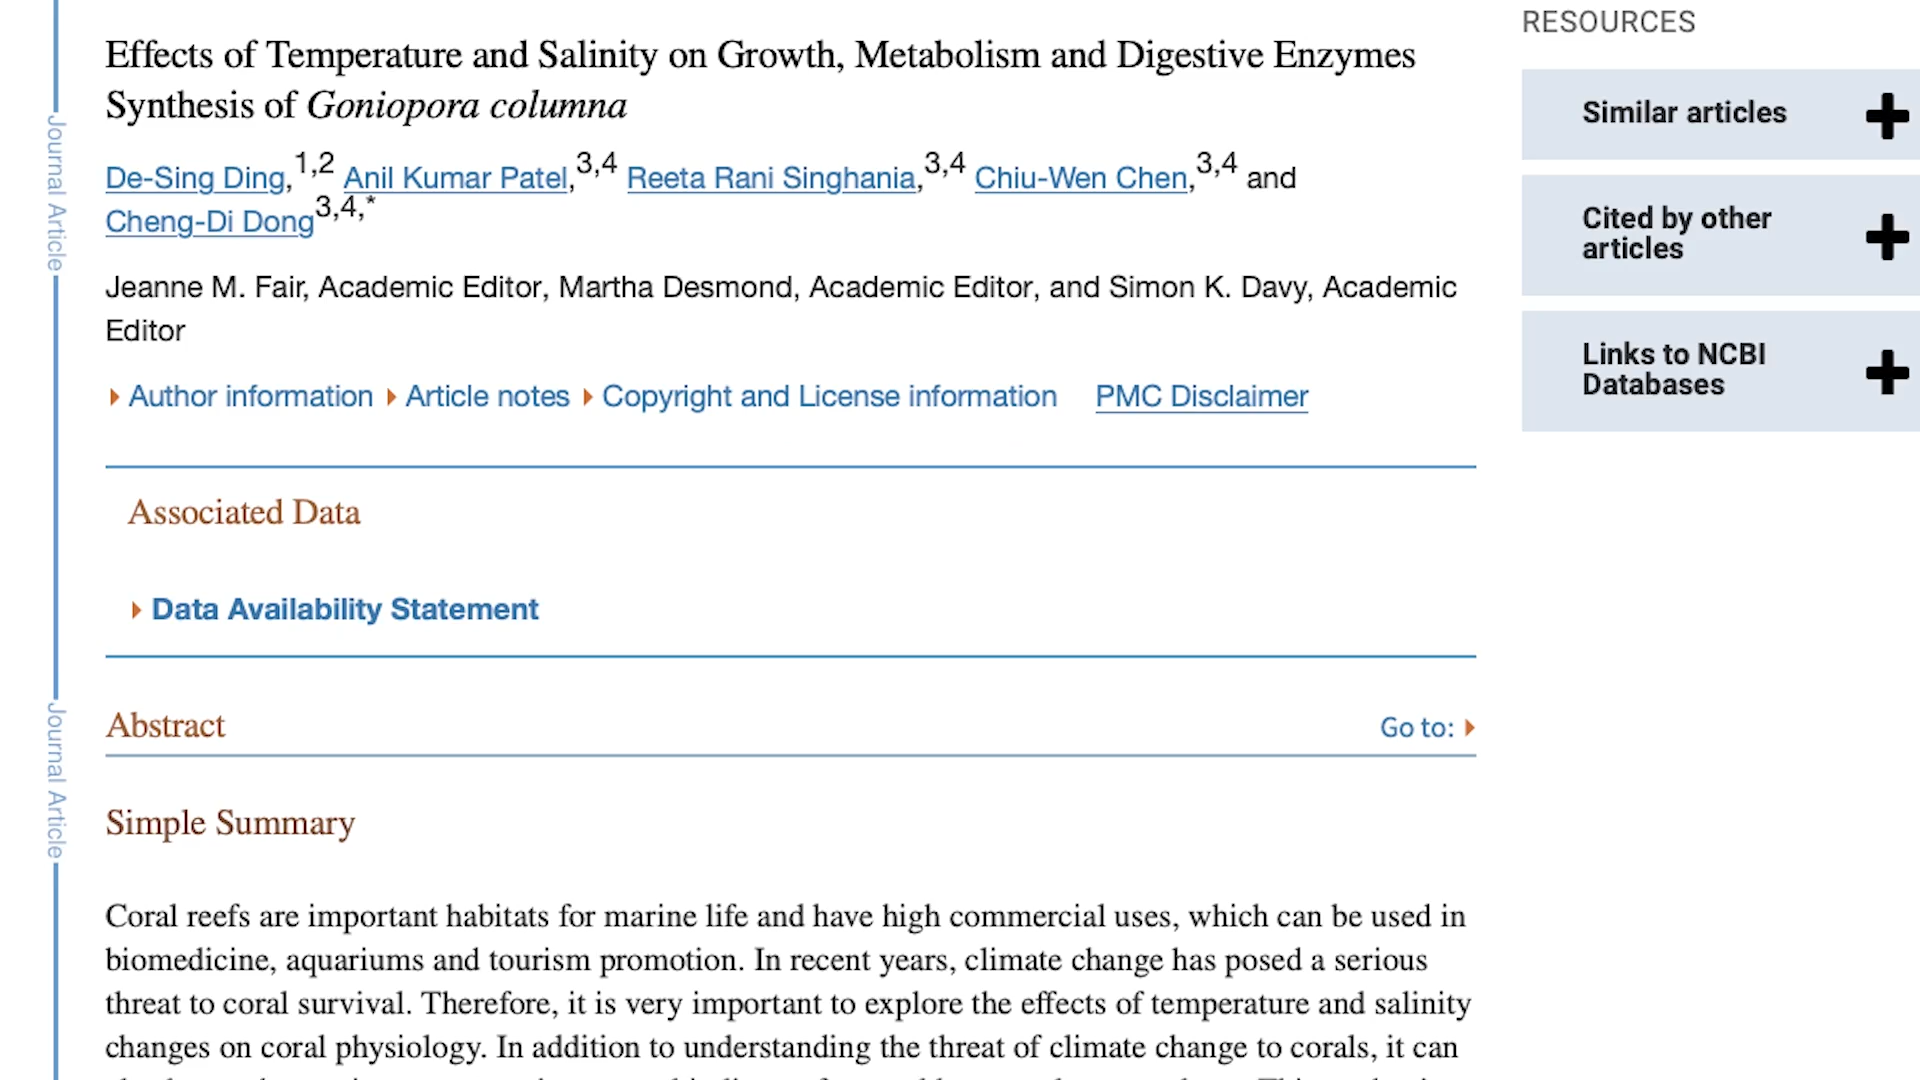 RESOURCES
Effects of Temperature and Salinity on Growth, Metabolism and Digestive Enzymes
Synthesis of Goniopora columna
De-Sing Ding,1,2 Anil Kumar Patel,3,4 Reeta Rani Singhania,3,4 Chiu-Wen Chen,3,4 and
Cheng-Di Dong3,4,*
Jeanne M. Fair, Academic Editor, Martha Desmond, Academic Editor, and Simon K. Davy, Academic
Editor
Author information Article notes Copyright and License information PMC Disclaimer
Associated Data
Data Availability Statement
Abstract
Go to:
Simple Summary
Coral reefs are important habitats for marine life and have high commercial uses, which can be used in
biomedicine, aquariums and tourism promotion. In recent years, climate change has posed a serious
threat to coral survival. Therefore, it is very important to explore the effects of temperature and salinity
changes on coral physiology. In addition to understanding the threat of climate change to corals, it can
Similar articles
Cited by other
articles
Links to NCBI
Databases
Journal Article
Journal Article